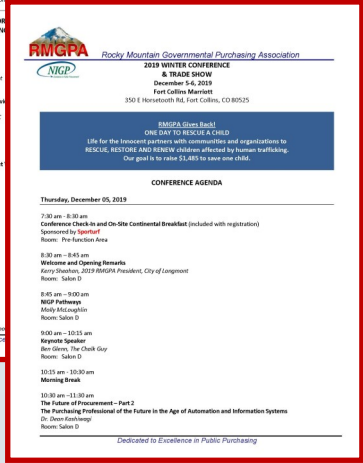 RMGPA
NIGP
Rocky Mountain Governmental Purchasing Association
2019 WINTER CONFERENCE
& TRADE SHOW
December 5-6, 2019
Fort Collins Marriott
350 E Horsetooth Rd, Fort Collins, CO 80525
RMGPA Gives Back!
ONE DAY TO RESCUE A CHILD
Life for the Innocent partners with communities and organizations to
RESCUE, RESTORE AND RENEW children affected by human trafficking.
Our goal is to raise $1,485 to save one child.
CONFERENCE AGENDA
Thursday, December 05, 2019
7:30 am - 8:30 am
Conference Check-In and On-Site Continental Breakfast (included with registration)
Sponsored by Sporturf
Room: Pre-function Area
8:30 am – 8:45 am
Welcome and Opening Remarks
Kerry Sheahan, 2019 RMGPA President, City of Longmont
Room: Salon D
8:45 am – 9:00 am
NIGP Pathways
Molly McLoughlin
Room: Salon D
9:00 am – 10:15 am
Keynote Speaker
Ben Glenn, The Chalk Guy
Room: Salon D
10:15 am - 10:30 am
Morning Break
10:30 am –11:30 am
The Future of Procurement – Part 2
The Purchasing Professional of the Future in the Age of Automation and Information Systems
Dr. Dean Kashiwagi
Room: Salon D
Dedicated to Excellence in Public Purchasing